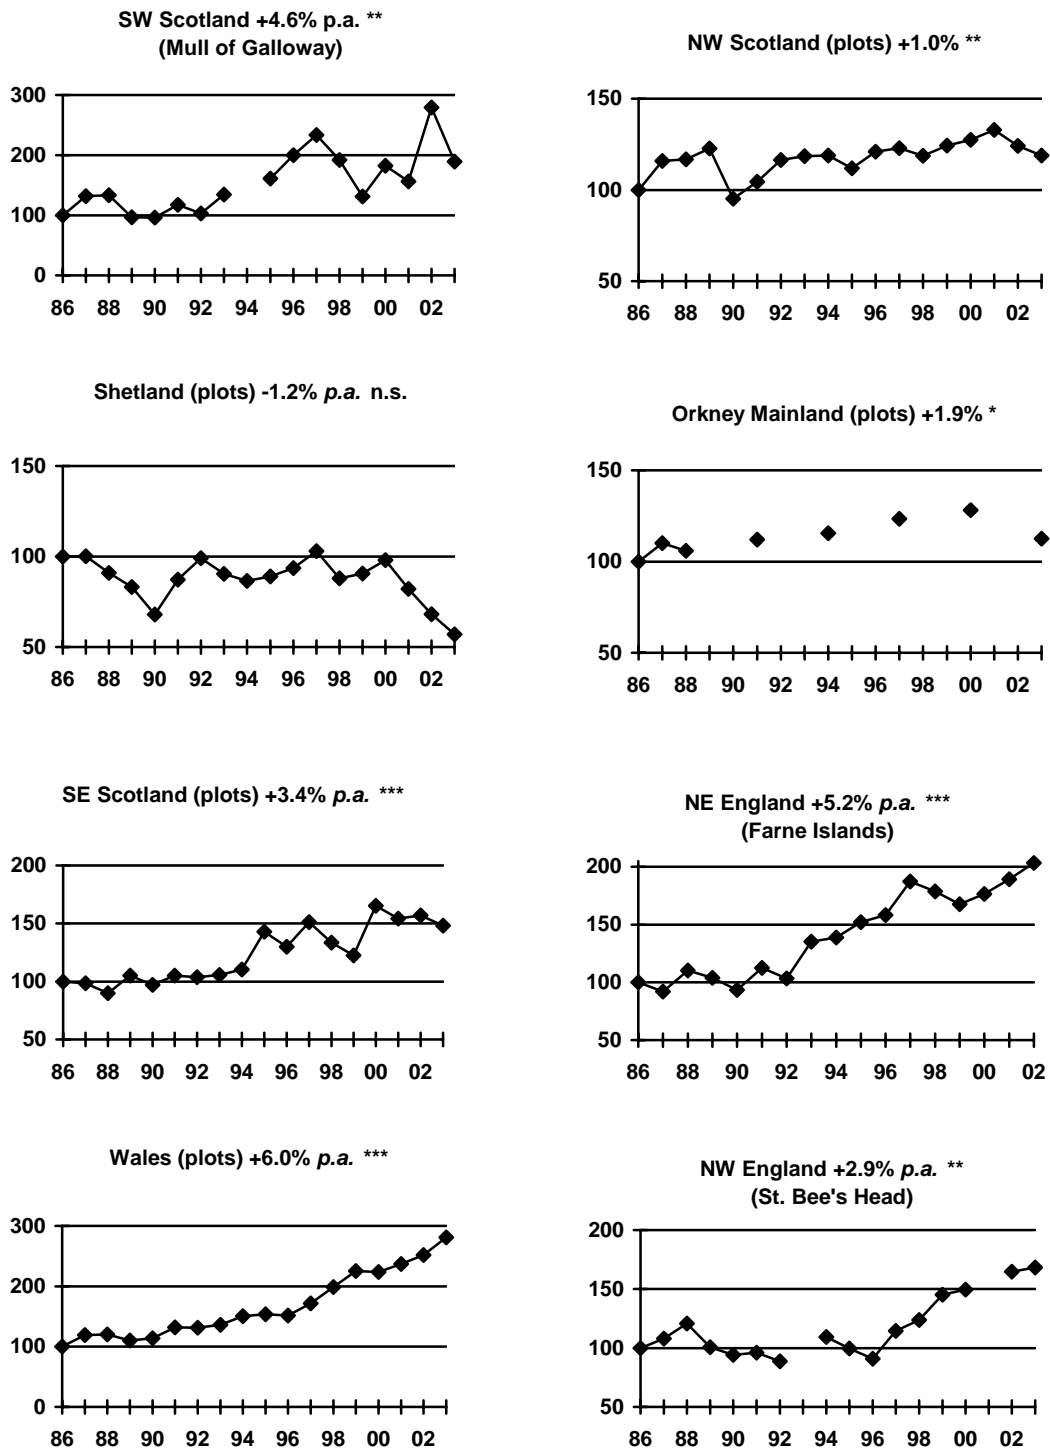 SW Scotland +4.6% p.a. **
(Mull of Galloway)
300
200
100
0
86 88 90 92 94 96 98 00 02
NW Scotland (plots) +1.0% **
150
100
50
86 88 90 92 94 96 98 00 02
Shetland (plots) -1.2% p.a. n.s.
150
100
50
86 88 90 92 94 96 98 00 02
Orkney Mainland (plots) +1.9% *
150
100
50
86 88 90 92 94 96 98 00 02
SE Scotland (plots) +3.4% p.a. ***
200
150
100
50
86 88 90 92 94 96 98 00 02
NE England +5.2% p.a. ***
(Farne Islands)
200
150
100
50
86 88 90 92 94 96 98 00 02
Wales (plots) +6.0% p.a. ***
300
200
100
0
86 88 90 92 94 96 98 00 02
NW England +2.9% p.a. **
(St. Bee's Head)
200
150
100
50
86 88 90 92 94 96 98 00 02